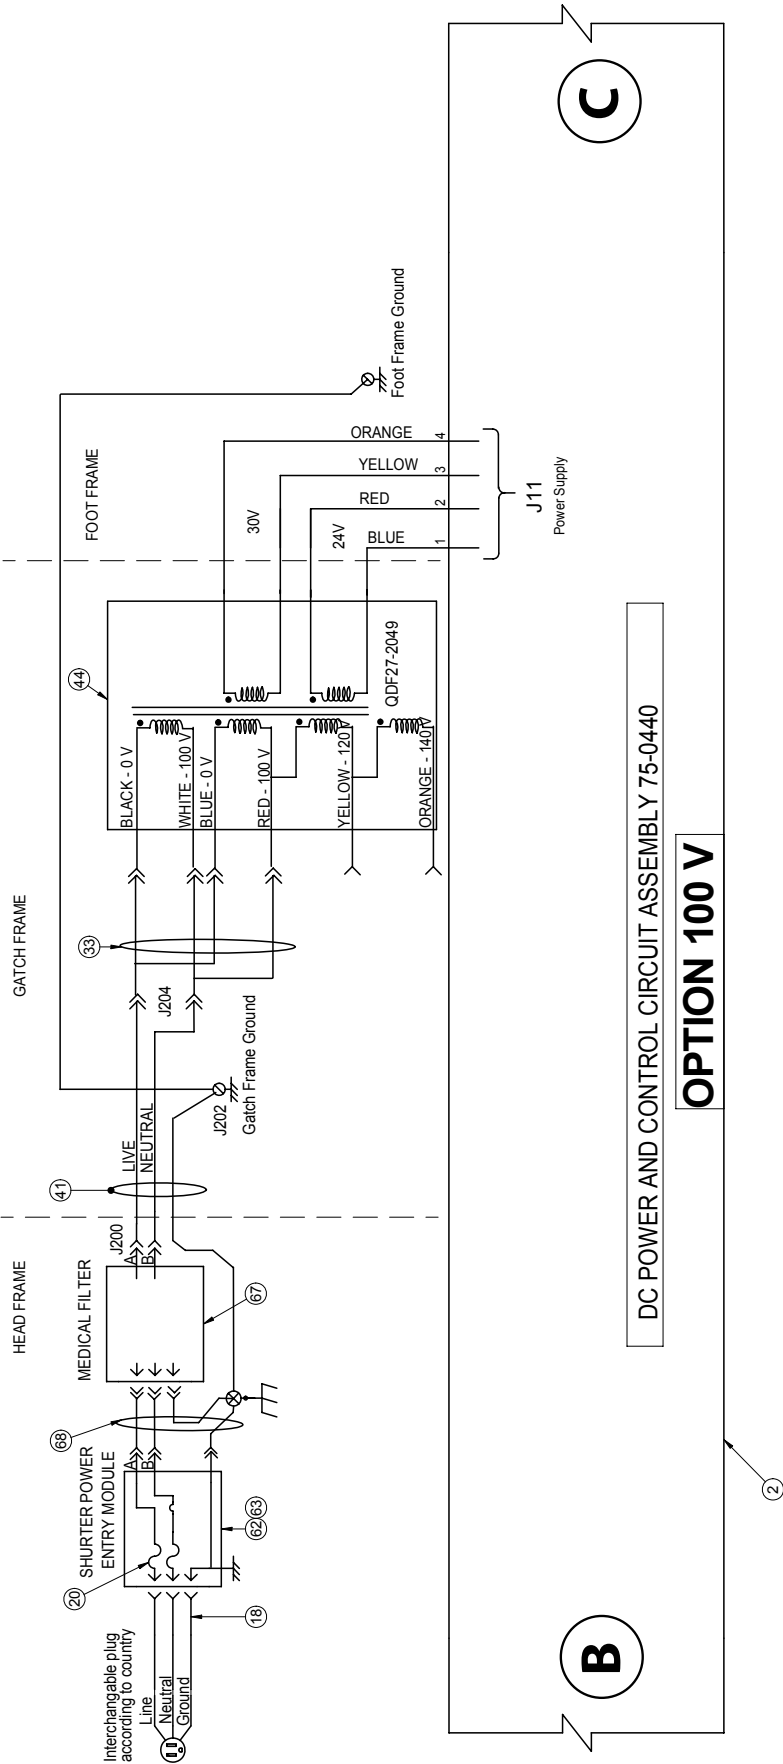 HEAD FRAME
GATCH FRAME
FOOT FRAME
Interchangable plug
according to country
Line
Neutral
Ground
18
20
SHURTER POWER
ENTRY MODULE
A
B
62
63
68
MEDICAL FILTER
A
B
J200
67
41
LIVE
NEUTRAL
J202
Gatch Frame Ground
J204
33
44
BLACK - 0 V
WHITE - 100 V
BLUE - 0 V
RED - 100 V
YELLOW - 120 V
ORANGE - 140 V
QDF27-2049
30V
24V
ORANGE
4
YELLOW
3
RED
2
BLUE
1
J11
Power Supply
Foot Frame Ground
B
C
DC POWER AND CONTROL CIRCUIT ASSEMBLY 75-0440
OPTION 100 V
2